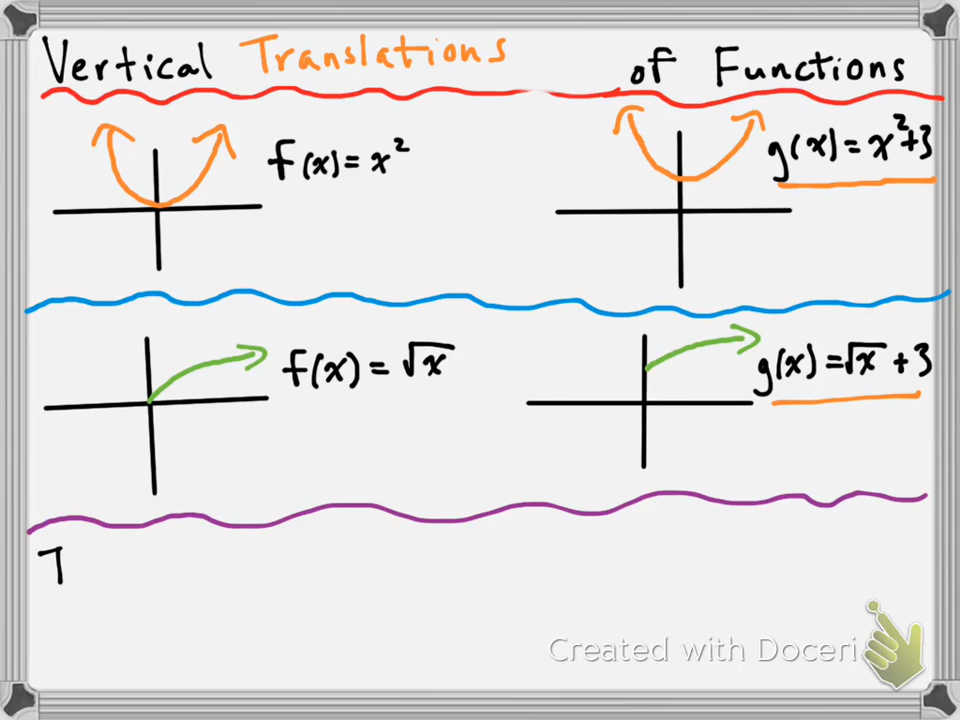 Vertical Translations of Functions
f(x) = x²
g(x) = x²+3
f(x) = √x
g(x) = √x + 3
T
Created with Doceri